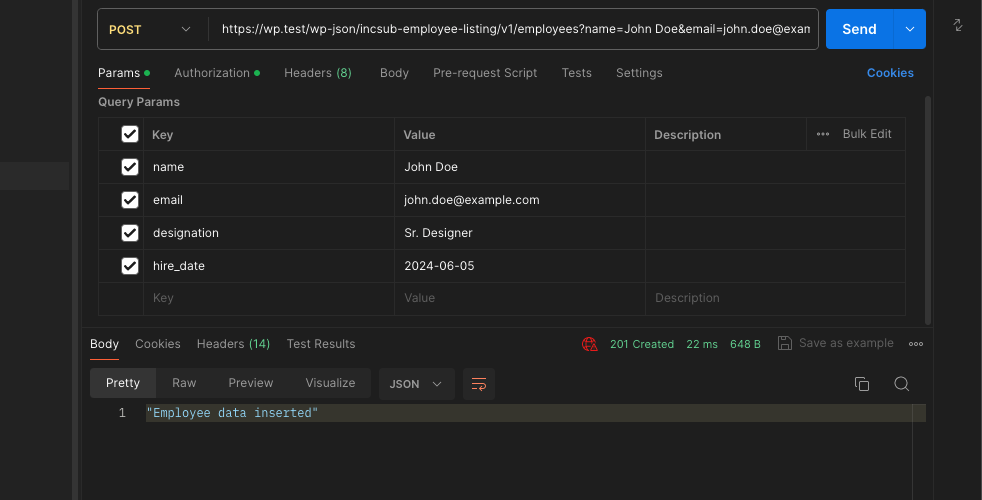 POST https://wp.test/wp-json/incsub-employee-listing/v1/employees?name=John Doe&email=john.doe@exam Send
Params Authorization Headers (8) Body Pre-request Script Tests Settings Cookies
Query Params
Key Value Description Bulk Edit
name John Doe
email john.doe@example.com
designation Sr. Designer
hire_date 2024-06-05
Key Value Description
Body Cookies Headers (14) Test Results 201 Created 22 ms 648 B Save as example
Pretty Raw Preview Visualize JSON
1 "Employee data inserted"